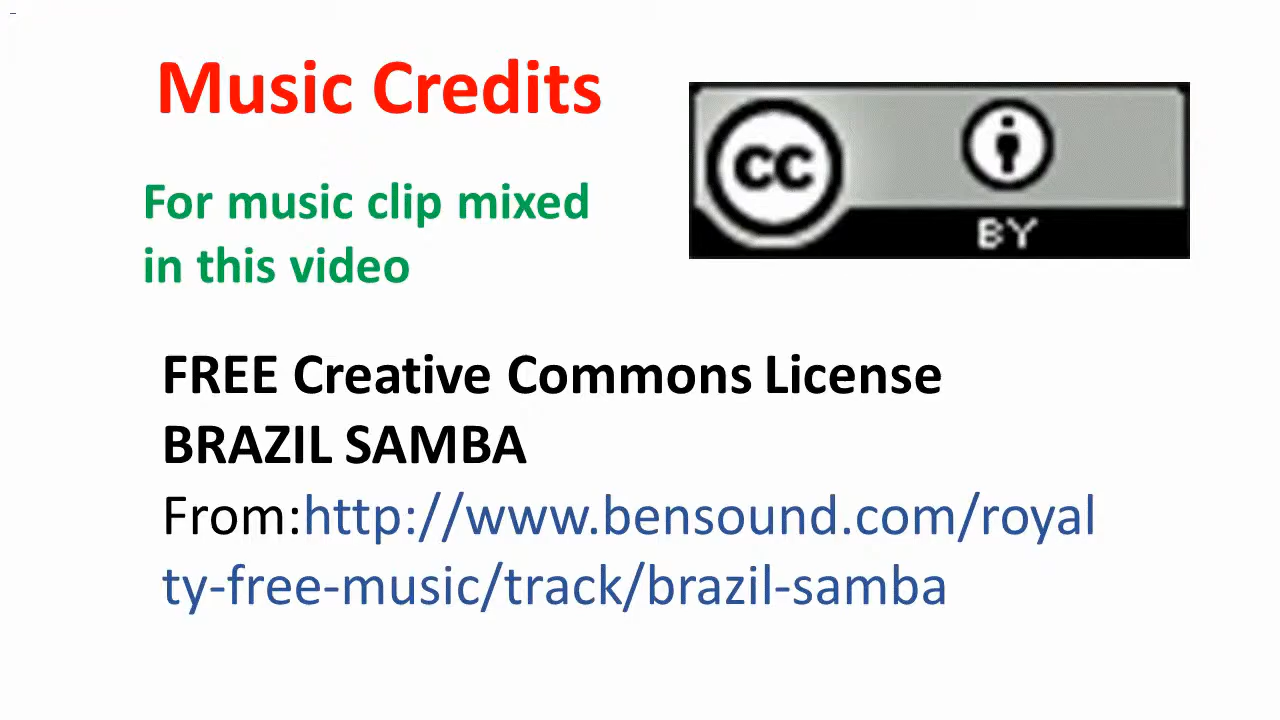 Music Credits
For music clip mixed
in this video
CC
BY
FREE Creative Commons License
BRAZIL SAMBA
From:http://www.bensound.com/royal
ty-free-music/track/brazil-samba